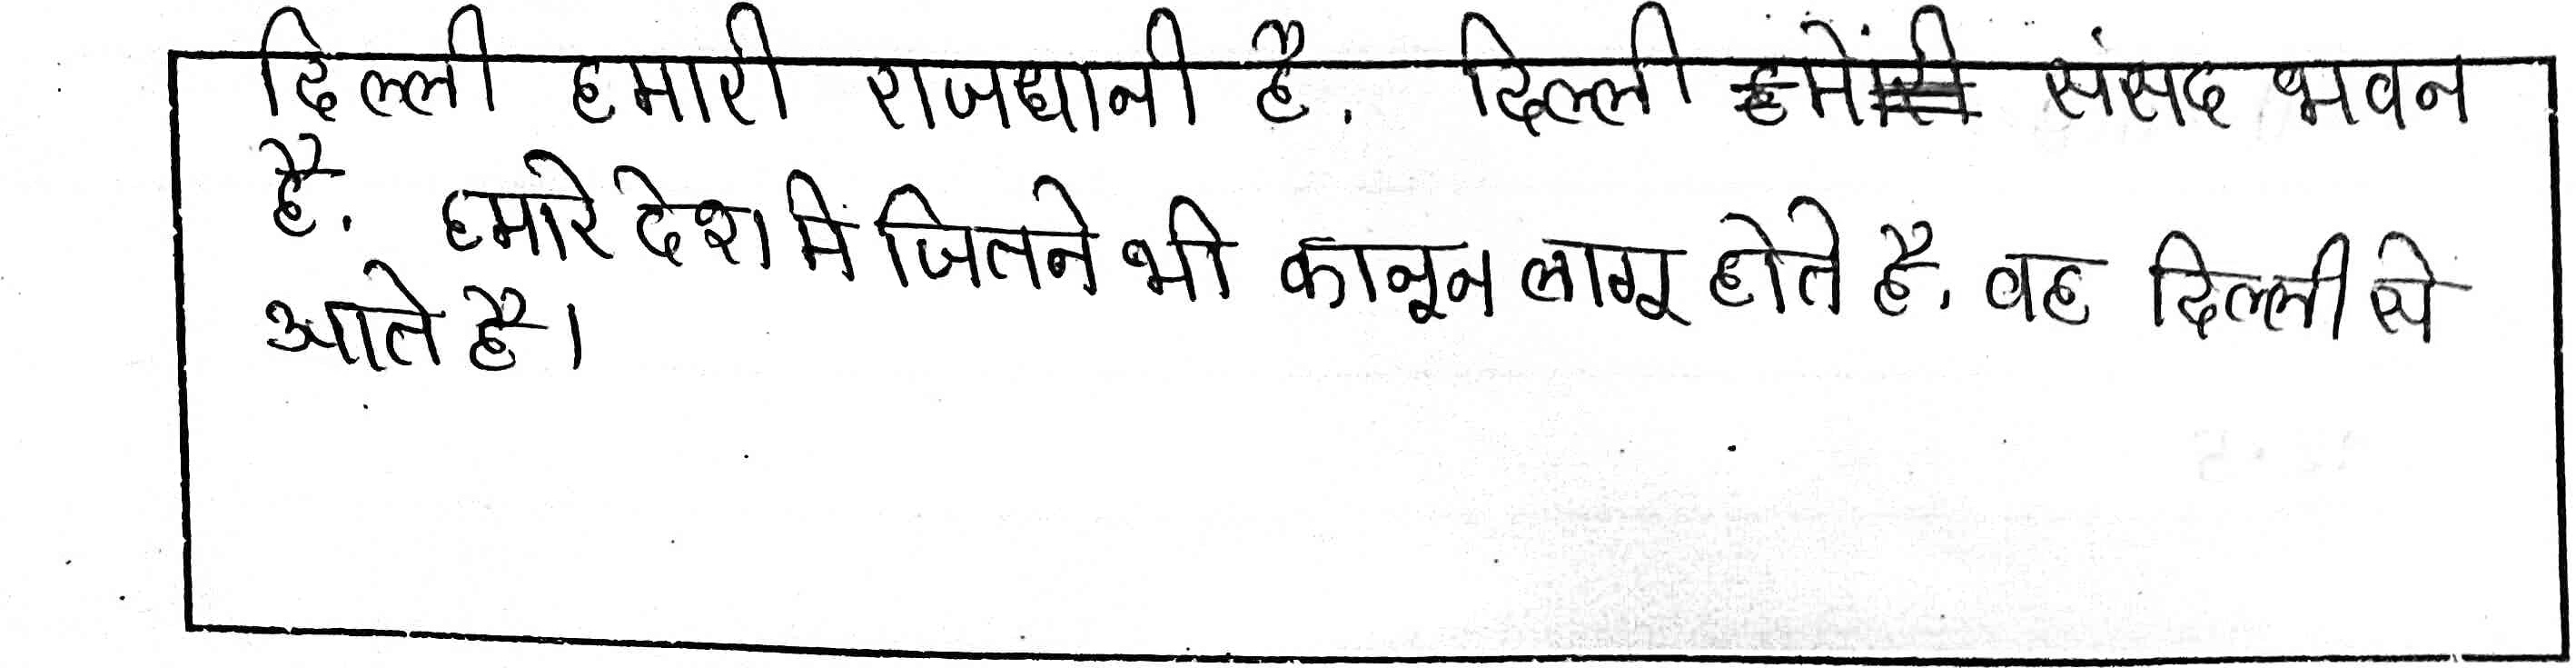 दिल्ली हमारी राजधानी है. दिल्ली में संसद भवन
है. हमारे देश में जितने भी कानून लागू होते है. वह दिल्ली से
आते है।